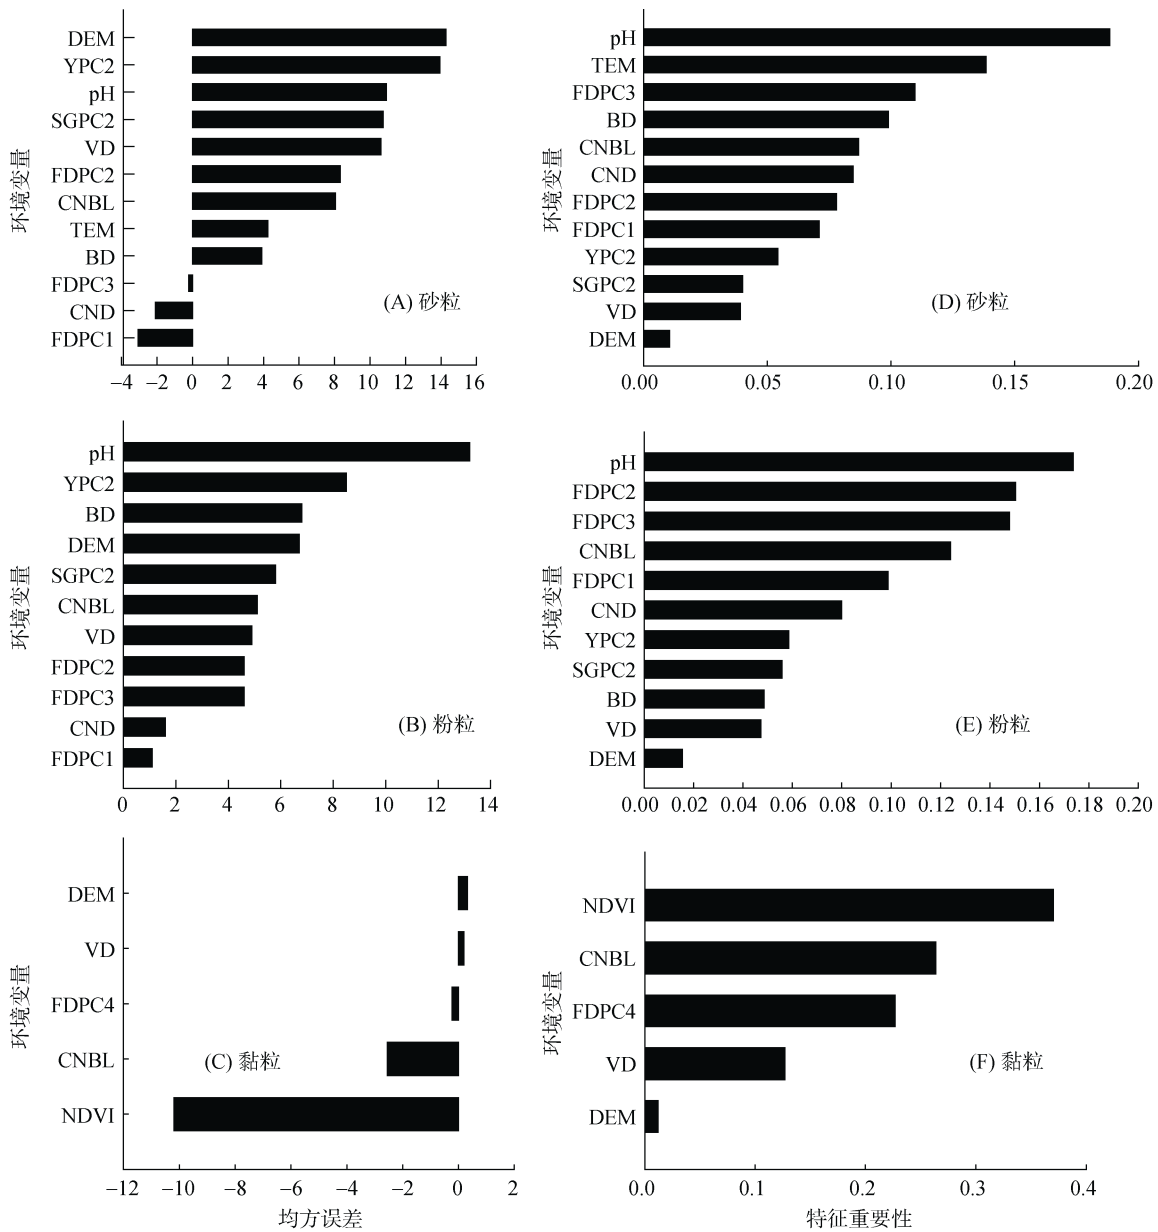 环境变量
DEM
YPC2
pH
SGPC2
VD
FDPC2
CNBL
TEM
BD
FDPC3
CND
FDPC1
(A) 砂粒
−4 −2 0 2 4 6 8 10 12 14 16
环境变量
pH
TEM
FDPC3
BD
CNBL
CND
FDPC2
FDPC1
YPC2
SGPC2
VD
DEM
(D) 砂粒
0.00 0.05 0.10 0.15 0.20
环境变量
pH
YPC2
BD
DEM
SGPC2
CNBL
VD
FDPC2
FDPC3
CND
FDPC1
(B) 粉粒
0 2 4 6 8 10 12 14
环境变量
pH
FDPC2
FDPC3
CNBL
FDPC1
CND
YPC2
SGPC2
BD
VD
DEM
(E) 粉粒
0.00 0.02 0.04 0.06 0.08 0.10 0.12 0.14 0.16 0.18 0.20
环境变量
DEM
VD
FDPC4
CNBL
NDVI
(C) 黏粒
−12 −10 −8 −6 −4 −2 0 2
均方误差
环境变量
NDVI
CNBL
FDPC4
VD
DEM
(F) 黏粒
0.0 0.1 0.2 0.3 0.4
特征重要性